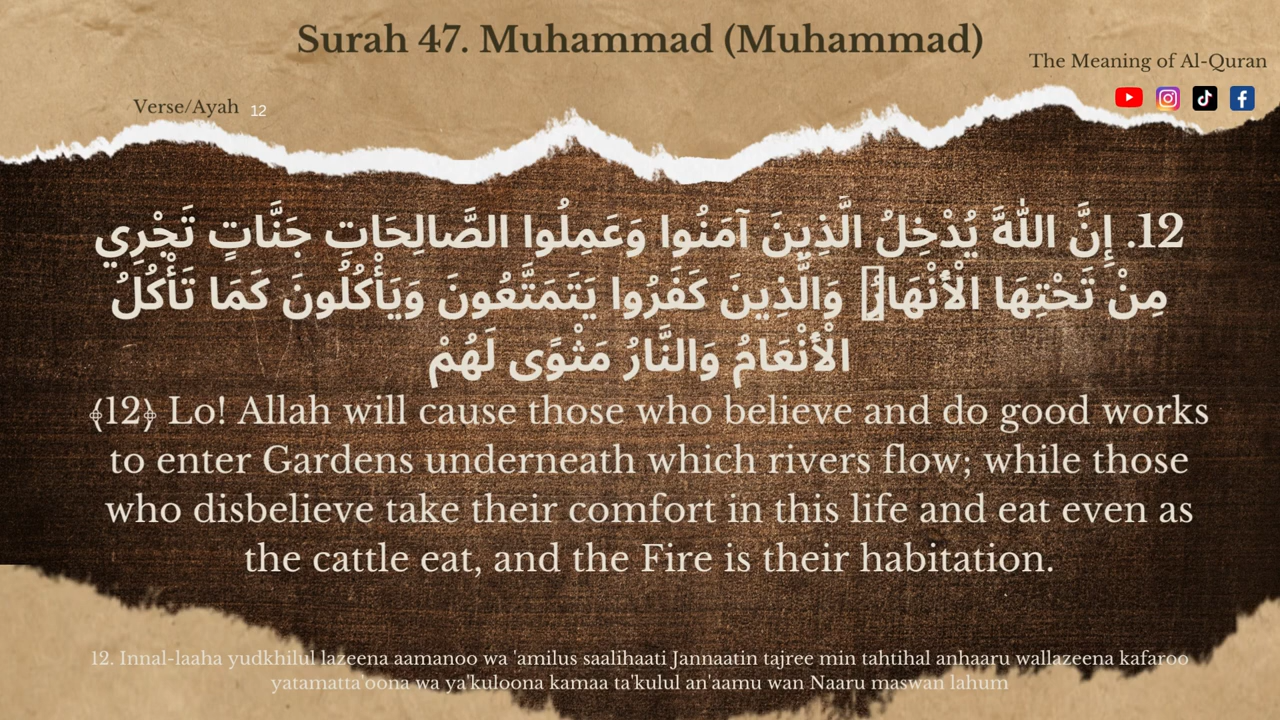 Surah 47. Muhammad (Muhammad)
The Meaning of Al-Quran
Verse/Ayah 12
12. إِنَّ اللَّهَ يُدْخِلُ الَّذِينَ آمَنُوا وَعَمِلُوا الصَّالِحَاتِ جَنَّاتٍ تَجْرِي
مِنْ تَحْتِهَا الْأَنْهَارُ وَالَّذِينَ كَفَرُوا يَتَمَتَّعُونَ وَيَأْكُلُونَ كَمَا تَأْكُلُ
الْأَنْعَامُ وَالنَّارُ مَثْوًى لَهُمْ
﴾12﴿ Lo! Allah will cause those who believe and do good works
to enter Gardens underneath which rivers flow; while those
who disbelieve take their comfort in this life and eat even as
the cattle eat, and the Fire is their habitation.
12. Innal-laaha yudkhilul lazeena aamanoo wa 'amilus saalihaati Jannaatin tajree min tahtihal anhaaru wallazeena kafaroo
yatamatta'oona wa ya'kuloona kamaa ta'kulul an'aamu wan Naaru maswan lahum